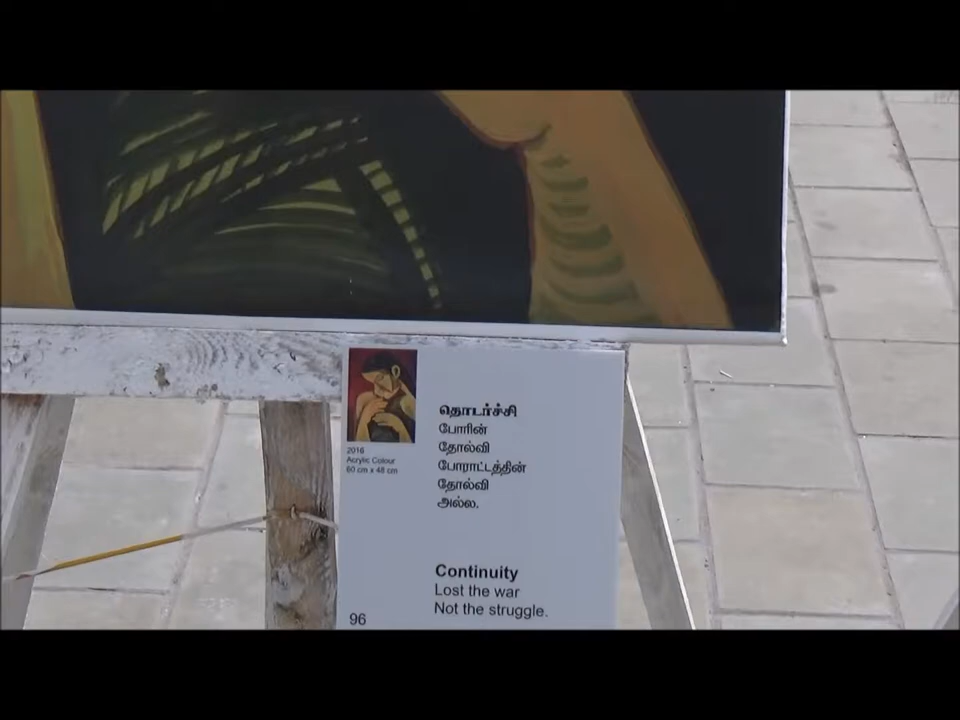 தொடர்ச்சி
போரின்
தோல்வி
போராட்டத்தின்
தோல்வி
அல்ல.
2016
Acrylic Colour
60 cm x 48 cm
Continuity
Lost the war
Not the struggle.
96